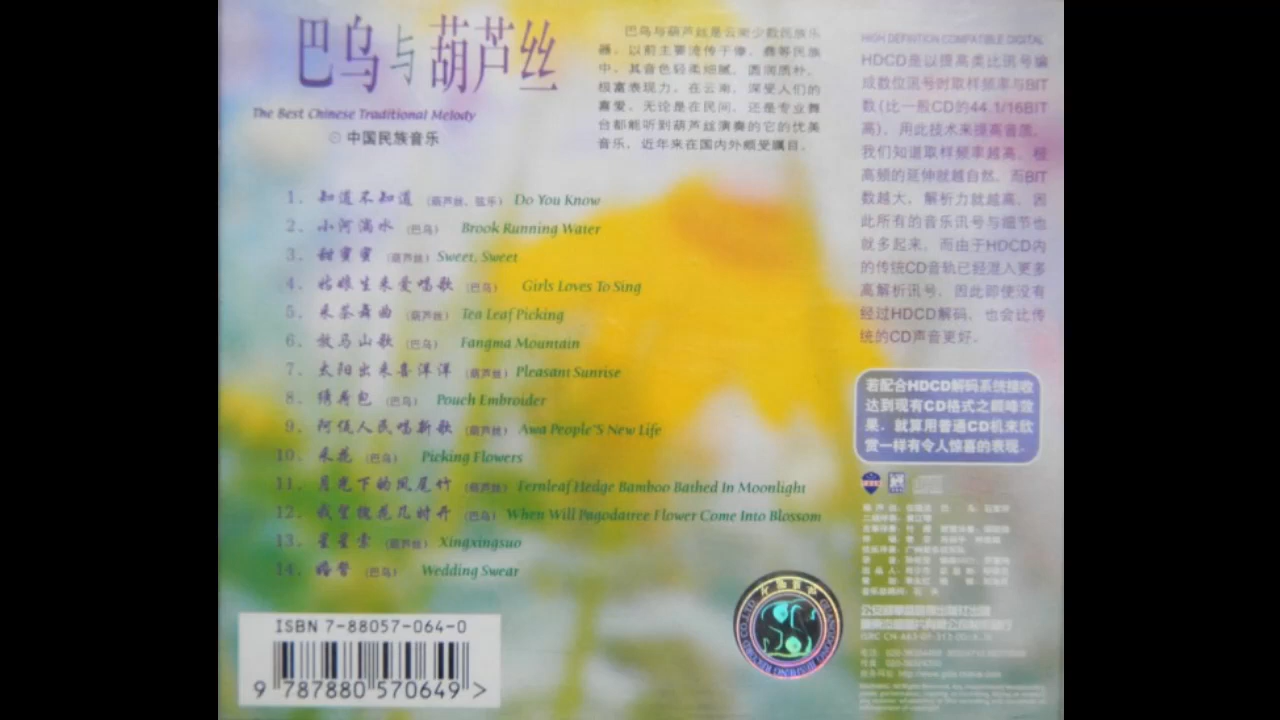 巴乌与葫芦丝
The Best Chinese Traditional Melody
中国民族音乐
巴乌与葫芦丝是云南少数民族乐
器，以前主要流传于傣、彝等民族
中。其音色轻柔细腻，圆润质朴，
极富表现力。在云南，深受人们的
喜爱，无论是在民间，还是专业舞
台都能听到葫芦丝演奏的它的优美
音乐，近年来在国内外颇受瞩目。
1. 知道不知道 (葫芦丝、弦乐) Do You Know
2. 小河淌水 (巴乌) Brook Running Water
3. 甜蜜蜜 (葫芦丝) Sweet, Sweet
4. 姑娘生来爱唱歌 (巴乌) Girls Loves To Sing
5. 采茶舞曲 (葫芦丝) Tea Leaf Picking
6. 放马山歌 (巴乌) Fangma Mountain
7. 太阳出来喜洋洋 (葫芦丝) Pleasant Sunrise
8. 绣荷包 (巴乌) Pouch Embroider
9. 阿佤人民唱新歌 (葫芦丝) Awa People'S New Life
10. 采花 (巴乌) Picking Flowers
11. 月光下的凤尾竹 (葫芦丝) Fernleaf Hedge Bamboo Bathed In Moonlight
12. 我望槐花几时开 (巴乌) When Will Pagodatree Flower Come Into Blossom
13. 星星索 (葫芦丝) Xingxingsuo
14. 婚誓 (巴乌) Wedding Swear
HIGH DEFINITION COMPATIBLE DIGITAL
HDCD是以提高类比讯号编
成数位讯号时取样频率与BIT
数(比一般CD的44.1/16BIT
高)，用此技术来提高音质。
我们知道取样频率越高，极
高频的延伸就越自然，而BIT
数越大，解析力就越高，因
此所有的音乐讯号与细节也
就多起来，而由于HDCD内
的传统CD音轨已经混入更多
高解析讯号，因此即使没有
经过HDCD解码，也会比传
统的CD声音更好。
若配合HDCD解码系统接收
达到现有CD格式之巅峰效
果，就算用普通CD机来欣
赏一样有令人惊喜的表现。
ISBN 7-88057-064-0
9 787880 570649 >